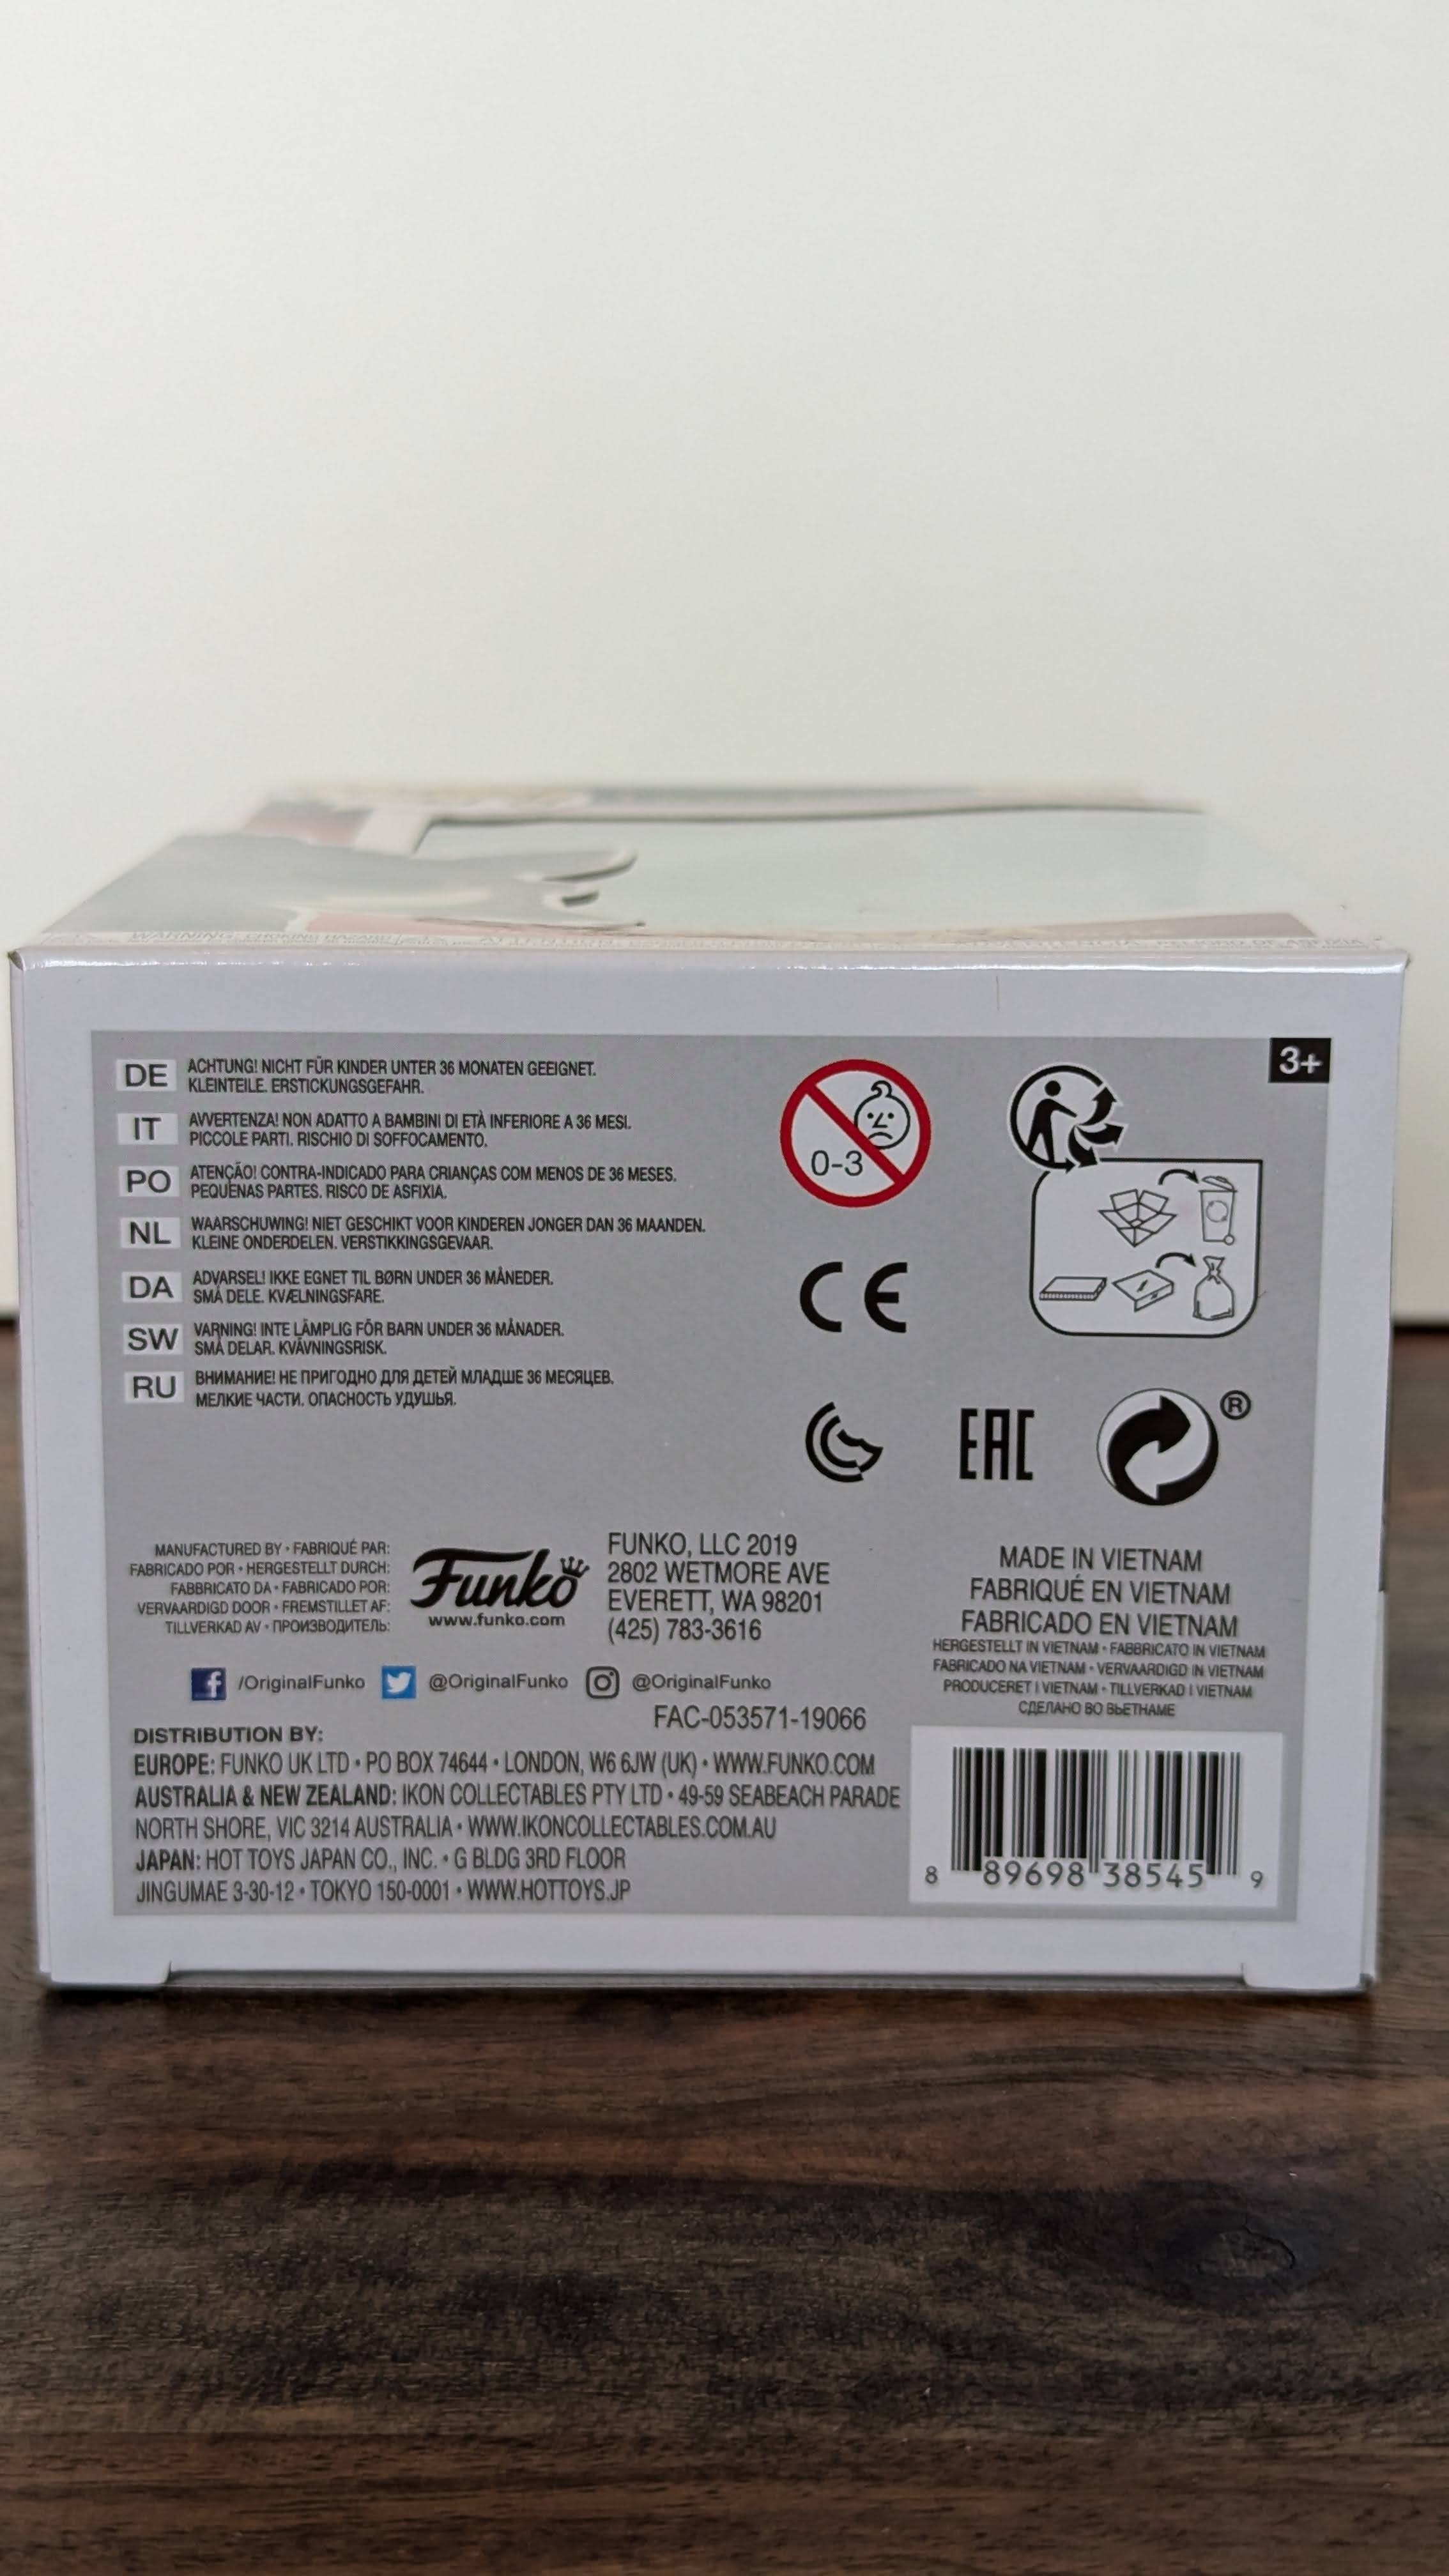 WARNING: CHOKING HAZARD
3+
DE ACHTUNG! NICHT FÜR KINDER UNTER 36 MONATEN GEEIGNET.
KLEINTEILE. ERSTICKUNGSGEFAHR.
IT AVVERTENZA! NON ADATTO A BAMBINI DI ETÀ INFERIORE A 36 MESI.
PICCOLE PARTI. RISCHIO DI SOFFOCAMENTO.
PO ATENÇÃO! CONTRA-INDICADO PARA CRIANÇAS COM MENOS DE 36 MESES.
PEQUENAS PARTES. RISCO DE ASFIXIA.
NL WAARSCHUWING! NIET GESCHIKT VOOR KINDEREN JONGER DAN 36 MAANDEN.
KLEINE ONDERDELEN. VERSTIKKINGSGEVAAR.
DA ADVARSEL! IKKE EGNET TIL BØRN UNDER 36 MÅNEDER.
SMÅ DELE. KVÆLNINGSFARE.
SW VARNING! INTE LÄMPLIG FÖR BARN UNDER 36 MÅNADER.
SMÅ DELAR. KVÄVNINGSRISK.
RU ВНИМАНИЕ! НЕ ПРИГОДНО ДЛЯ ДЕТЕЙ МЛАДШЕ 36 МЕСЯЦЕВ.
МЕЛКИЕ ЧАСТИ. ОПАСНОСТЬ УДУШЬЯ.
0-3
CE
EAC
®
MANUFACTURED BY • FABRIQUÉ PAR:
FABRICADO POR • HERGESTELLT DURCH:
FABBRICATO DA • FABRICADO POR:
VERVAARDIGD DOOR • FREMSTILLET AF:
TILLVERKAD AV • ПРОИЗВОДИТЕЛЬ:
Funko
www.funko.com
FUNKO, LLC 2019
2802 WETMORE AVE
EVERETT, WA 98201
(425) 783-3616
MADE IN VIETNAM
FABRIQUÉ EN VIETNAM
FABRICADO EN VIETNAM
HERGESTELLT IN VIETNAM • FABBRICATO IN VIETNAM
FABRICADO NA VIETNAM • VERVAARDIGD IN VIETNAM
PRODUCERET I VIETNAM • TILLVERKAD I VIETNAM
СДЕЛАНО ВО ВЬЕТНАМЕ
/OriginalFunko @OriginalFunko @OriginalFunko
FAC-053571-19066
DISTRIBUTION BY:
EUROPE: FUNKO UK LTD • PO BOX 74644 • LONDON, W6 6JW (UK) • WWW.FUNKO.COM
AUSTRALIA & NEW ZEALAND: IKON COLLECTABLES PTY LTD • 49-59 SEABEACH PARADE
NORTH SHORE, VIC 3214 AUSTRALIA • WWW.IKONCOLLECTABLES.COM.AU
JAPAN: HOT TOYS JAPAN CO., INC. • G BLDG 3RD FLOOR
JINGUMAE 3-30-12 • TOKYO 150-0001 • WWW.HOTTOYS.JP
8 89698 38545 9